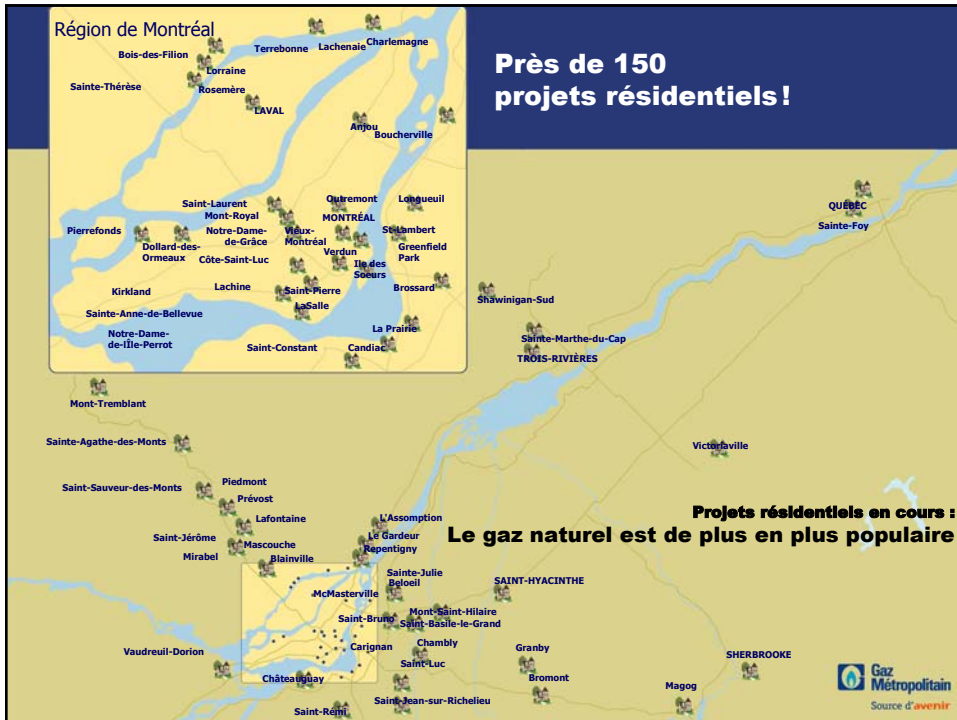 Région de Montréal
Près de 150
projets résidentiels !
Charlemagne
Terrebonne
Lachenaie
Bois-des-Filion
Lorraine
Sainte-Thérèse
Rosemère
LAVAL
Anjou
Boucherville
Saint-Laurent
Outremont
Longueuil
Mont-Royal
MONTRÉAL
Pierrefonds
Notre-Dame-
de-Grâce
Vieux-
Montréal
St-Lambert
Dollard-des-
Ormeaux
Verdun
Greenfield
Park
Côte-Saint-Luc
Ile des
Soeurs
Kirkland
Lachine
Saint-Pierre
Brossard
LaSalle
Sainte-Anne-de-Bellevue
La Prairie
Notre-Dame-
de-lÎle-Perrot
Saint-Constant
Candiac
QUÉBEC
Sainte-Foy
Shawinigan-Sud
Sainte-Marthe-du-Cap
TROIS-RIVIÈRES
Mont-Tremblant
Sainte-Agathe-des-Monts
Victoriaville
Piedmont
Saint-Sauveur-des-Monts
Prévost
Lafontaine
L'Assomption
Projets résidentiels en cours :
Le gaz naturel est de plus en plus populaire
Saint-Jérôme
Mascouche
Le Gardeur
Repentigny
Mirabel
Blainville
Sainte-Julie
Beloeil
SAINT-HYACINTHE
McMasterville
Mont-Saint-Hilaire
Saint-Bruno
Saint-Basile-le-Grand
Carignan
Chambly
Vaudreuil-Dorion
Saint-Luc
Granby
SHERBROOKE
Châteauguay
Bromont
Magog
Saint-Jean-sur-Richelieu
Saint-Rémi
Gaz
Métropolitain
Source d'avenir